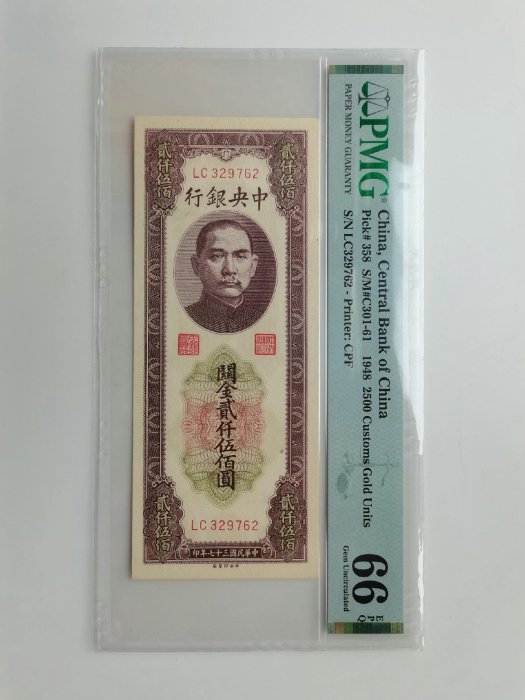 貳仟伍佰
貳仟伍佰
LC 329762
行銀央中
關金貳仟伍佰圓
LC 329762
貳仟伍佰
貳仟伍佰
印年七十三國民華中
PMG
PAPER MONEY GUARANTY
China, Central Bank of China
Pick# 358 S/M#C301-61 1948 2500 Customs Gold Units
S/N LC329762 - Printer: CPF
66
EPQ
Gem Uncirculated